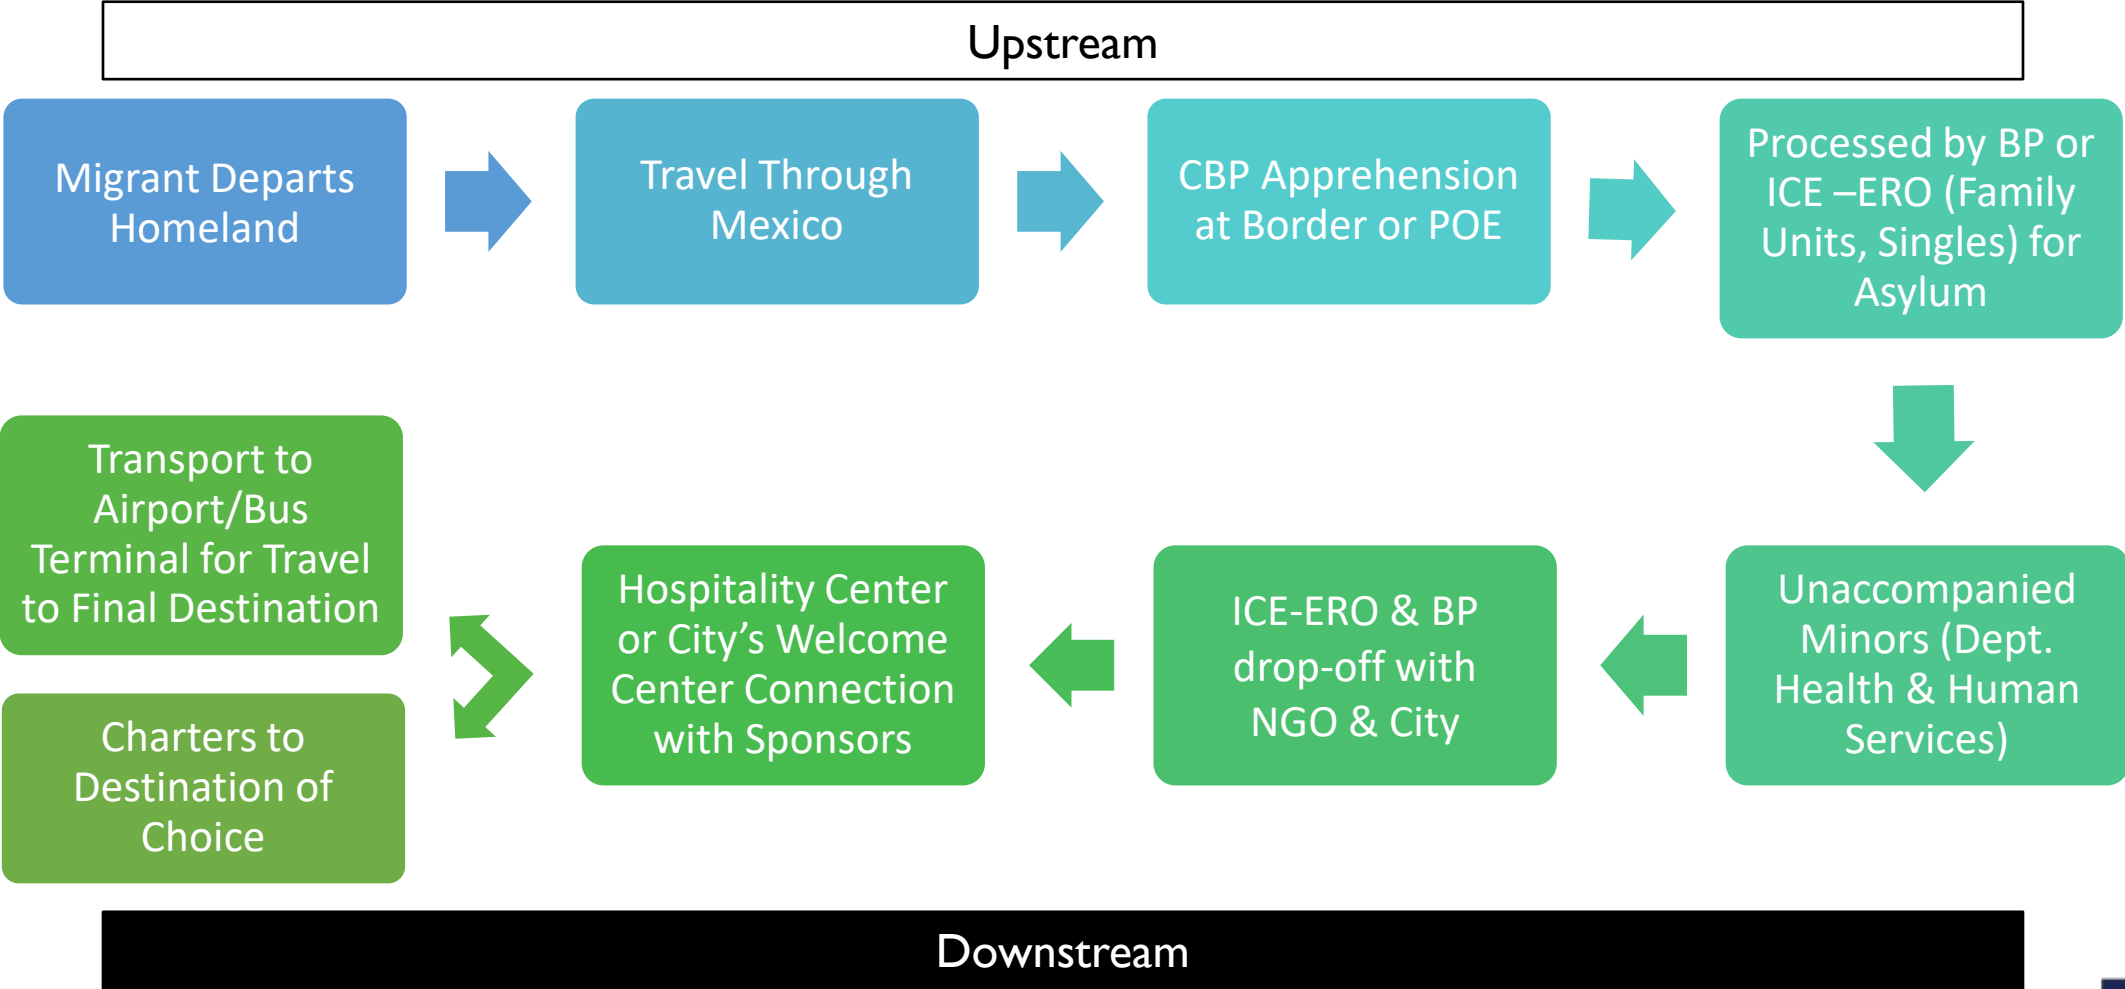 Upstream
Migrant Departs
Homeland
Travel Through
Mexico
CBP Apprehension
at Border or POE
Processed by BP or
ICE –ERO (Family
Units, Singles) for
Asylum
Unaccompanied
Minors (Dept.
Health & Human
Services)
ICE-ERO & BP
drop-off with
NGO & City
Hospitality Center
or City’s Welcome
Center Connection
with Sponsors
Transport to
Airport/Bus
Terminal for Travel
to Final Destination
Charters to
Destination of
Choice
Downstream